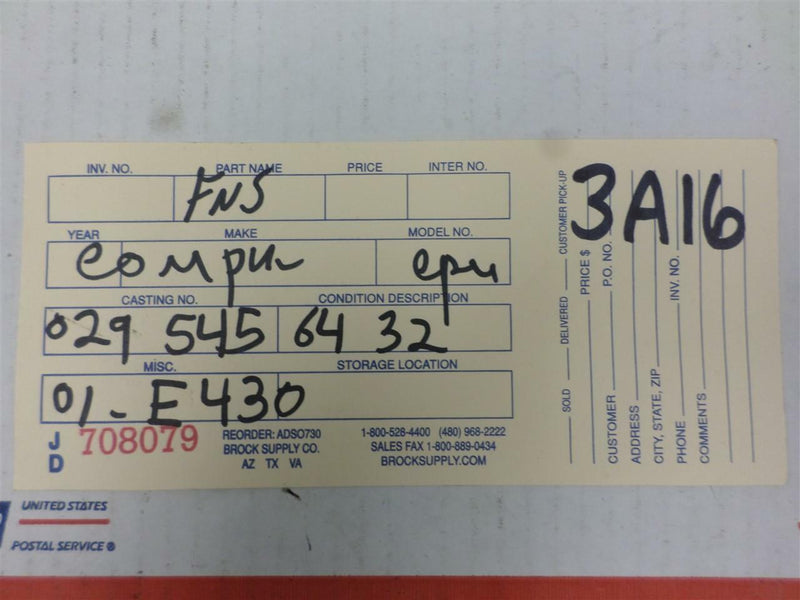 INV. NO. PART NAME PRICE INTER NO.
FNS
YEAR MAKE MODEL NO.
compu cpu
CASTING NO. CONDITION DESCRIPTION
029 545 64 32
MISC. STORAGE LOCATION
01- E430
JD 708079
REORDER: ADSO730
BROCK SUPPLY CO.
AZ TX VA
1-800-528-4400 (480) 968-2222
SALES FAX 1-800-889-0434
BROCKSUPPLY.COM
3A16
SOLD DELIVERED CUSTOMER PICK-UP
PRICE $
CUSTOMER P.O. NO.
ADDRESS
CITY, STATE, ZIP
PHONE INV. NO.
COMMENTS
UNITED STATES
POSTAL SERVICE ®